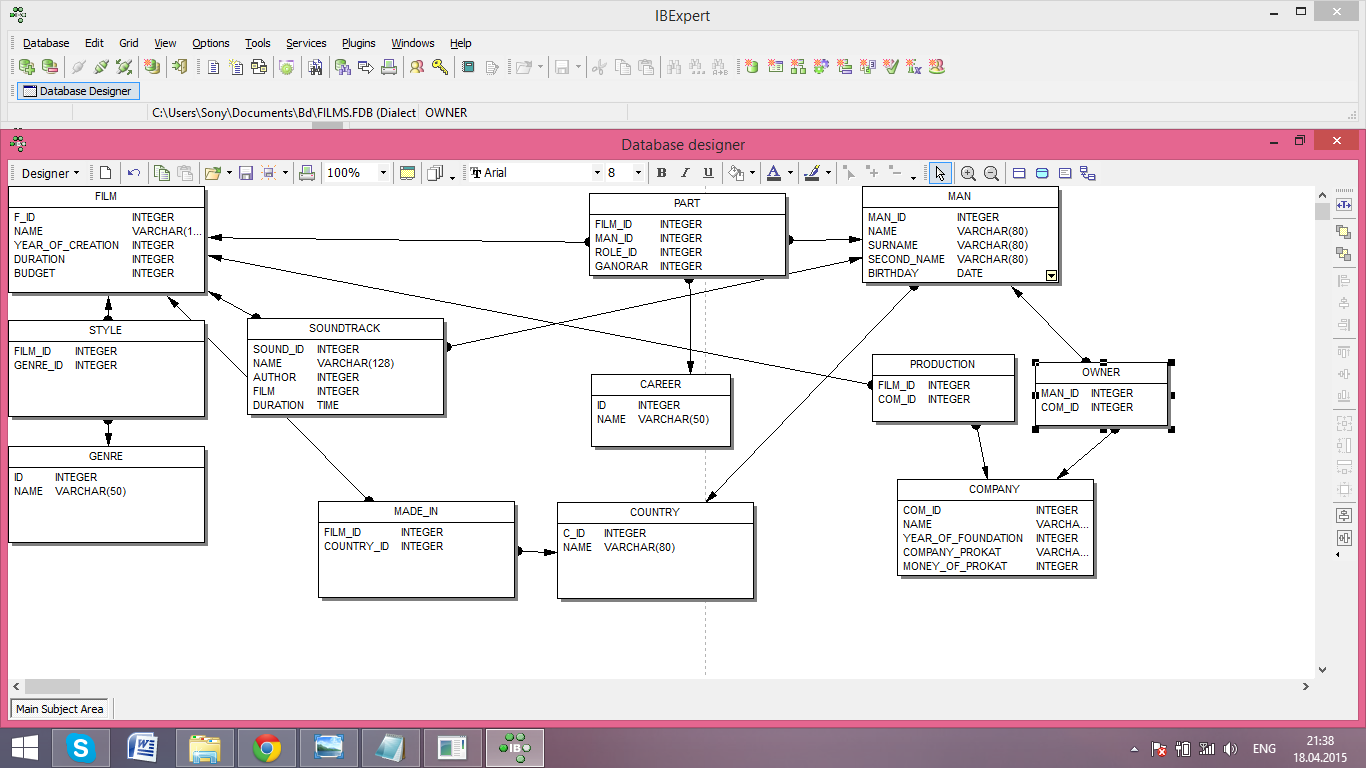 IBExpert
Database Edit Grid View Options Tools Services Plugins Windows Help
Database Designer
C:\Users\Sony\Documents\Bd\FILMS.FDB (Dialect OWNER
Database designer
Designer 100% Arial 8 B I U
FILM
F_ID INTEGER
NAME VARCHAR(1...
YEAR_OF_CREATION INTEGER
DURATION INTEGER
BUDGET INTEGER
PART
FILM_ID INTEGER
MAN_ID INTEGER
ROLE_ID INTEGER
GANORAR INTEGER
MAN
MAN_ID INTEGER
NAME VARCHAR(80)
SURNAME VARCHAR(80)
SECOND_NAME VARCHAR(80)
BIRTHDAY DATE
STYLE
FILM_ID INTEGER
GENRE_ID INTEGER
SOUNDTRACK
SOUND_ID INTEGER
NAME VARCHAR(128)
AUTHOR INTEGER
FILM INTEGER
DURATION TIME
CAREER
ID INTEGER
NAME VARCHAR(50)
PRODUCTION
FILM_ID INTEGER
COM_ID INTEGER
OWNER
MAN_ID INTEGER
COM_ID INTEGER
GENRE
ID INTEGER
NAME VARCHAR(50)
MADE_IN
FILM_ID INTEGER
COUNTRY_ID INTEGER
COUNTRY
C_ID INTEGER
NAME VARCHAR(80)
COMPANY
COM_ID INTEGER
NAME VARCHA...
YEAR_OF_FOUNDATION INTEGER
COMPANY_PROKAT VARCHA...
MONEY_OF_PROKAT INTEGER
Main Subject Area
IB
ENG
21:38
18.04.2015